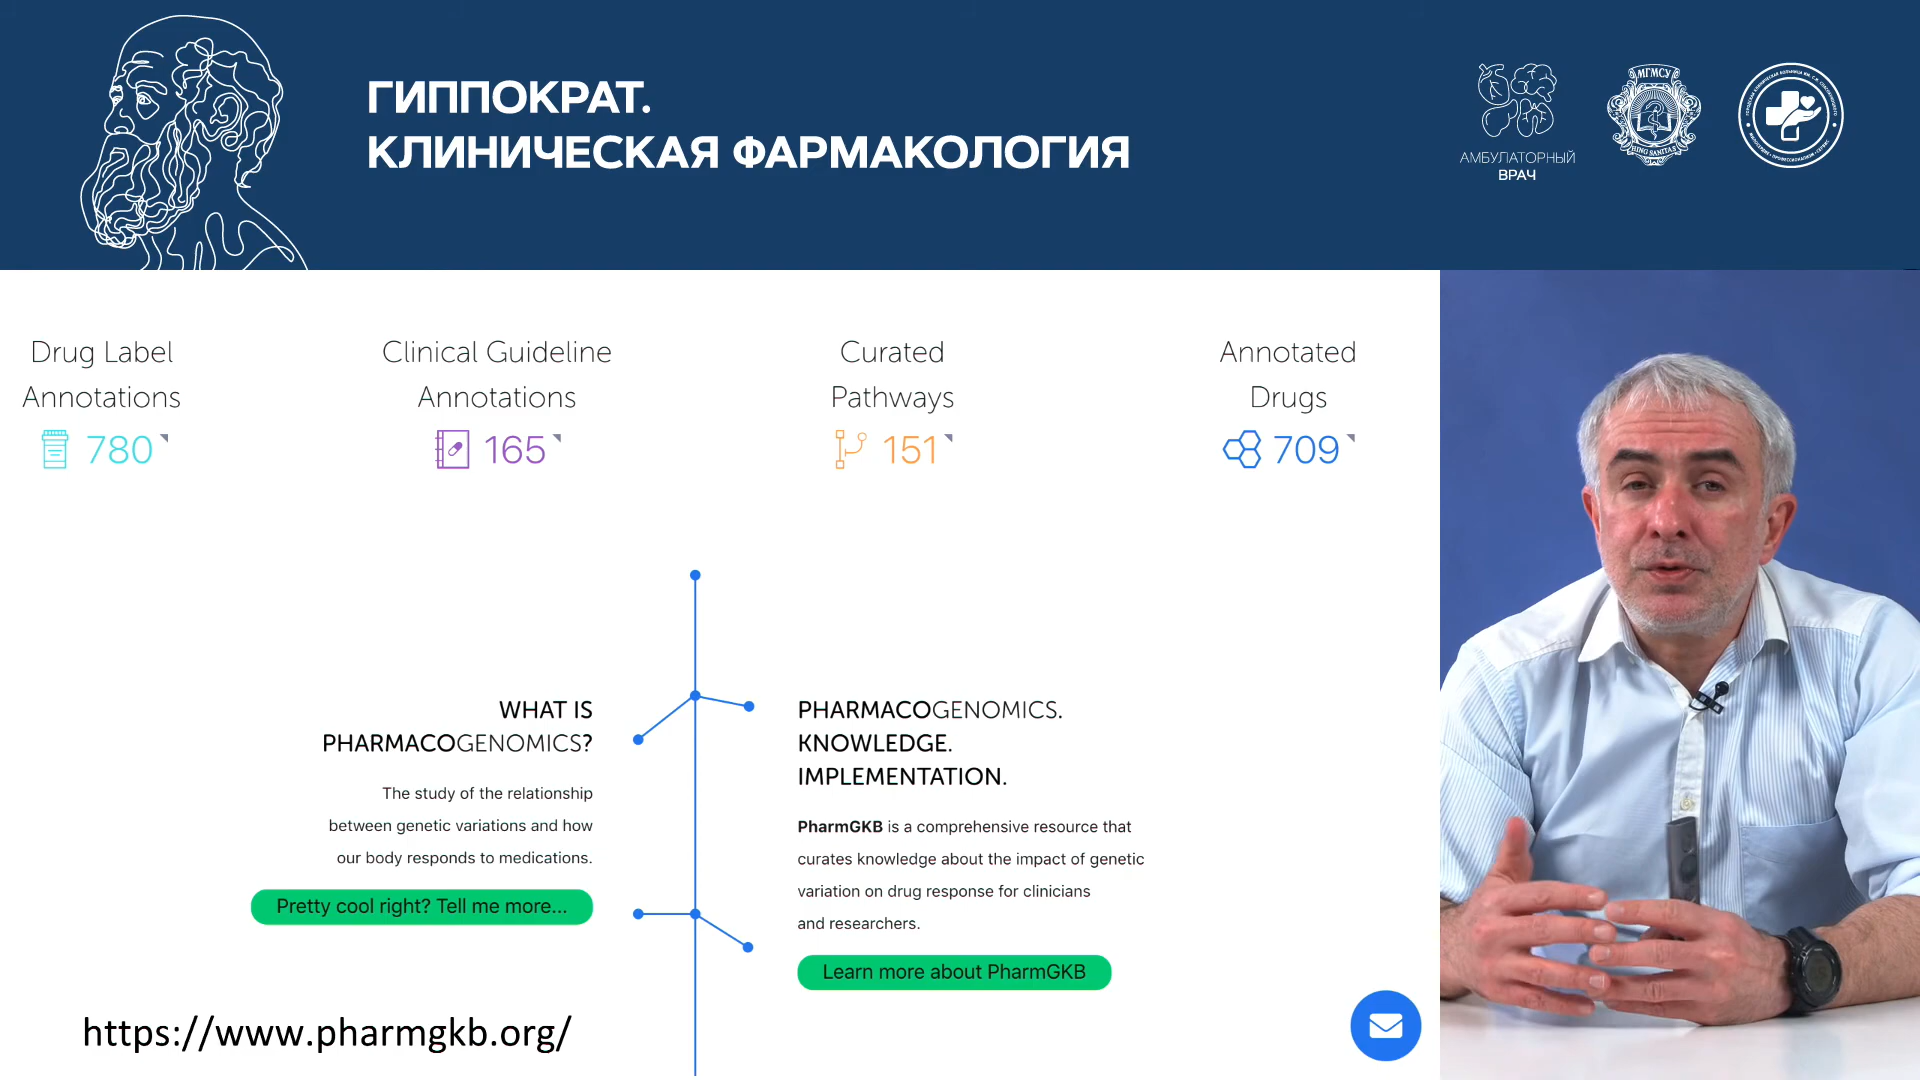 ГИППОКРАТ.
КЛИНИЧЕСКАЯ ФАРМАКОЛОГИЯ
АМБУЛАТОРНЫЙ
ВРАЧ
МГМСУ
Drug Label
Annotations
780
Clinical Guideline
Annotations
165
Curated
Pathways
151
Annotated
Drugs
709
WHAT IS
PHARMACOGENOMICS?
The study of the relationship
between genetic variations and how
our body responds to medications.
Pretty cool right? Tell me more...
PHARMACOGENOMICS.
KNOWLEDGE.
IMPLEMENTATION.
PharmGKB is a comprehensive resource that
curates knowledge about the impact of genetic
variation on drug response for clinicians
and researchers.
Learn more about PharmGKB
https://www.pharmgkb.org/